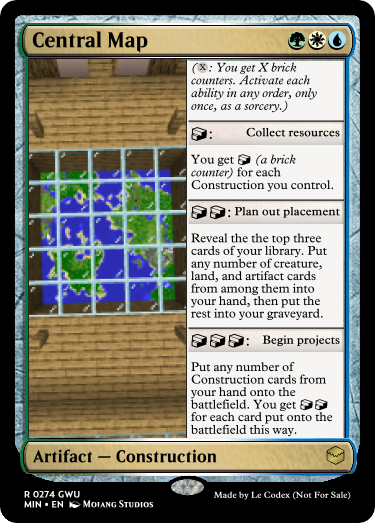 Central Map
(X: You get X brick
counters. Activate each
ability in any order, only
once, as a sorcery.)
: Collect resources
You get (a brick
counter) for each
Construction you control.
: Plan out placement
Reveal the the top three
cards of your library. Put
any number of creature,
land, and artifact cards
from among them into
your hand, then put the
rest into your graveyard.
: Begin projects
Put any number of
Construction cards from
your hand onto the
battlefield. You get
for each card put onto the
battlefield this way.
Artifact — Construction
R 0274 GWU
MIN • EN Mojang Studios
Made by Le Codex (Not For Sale)